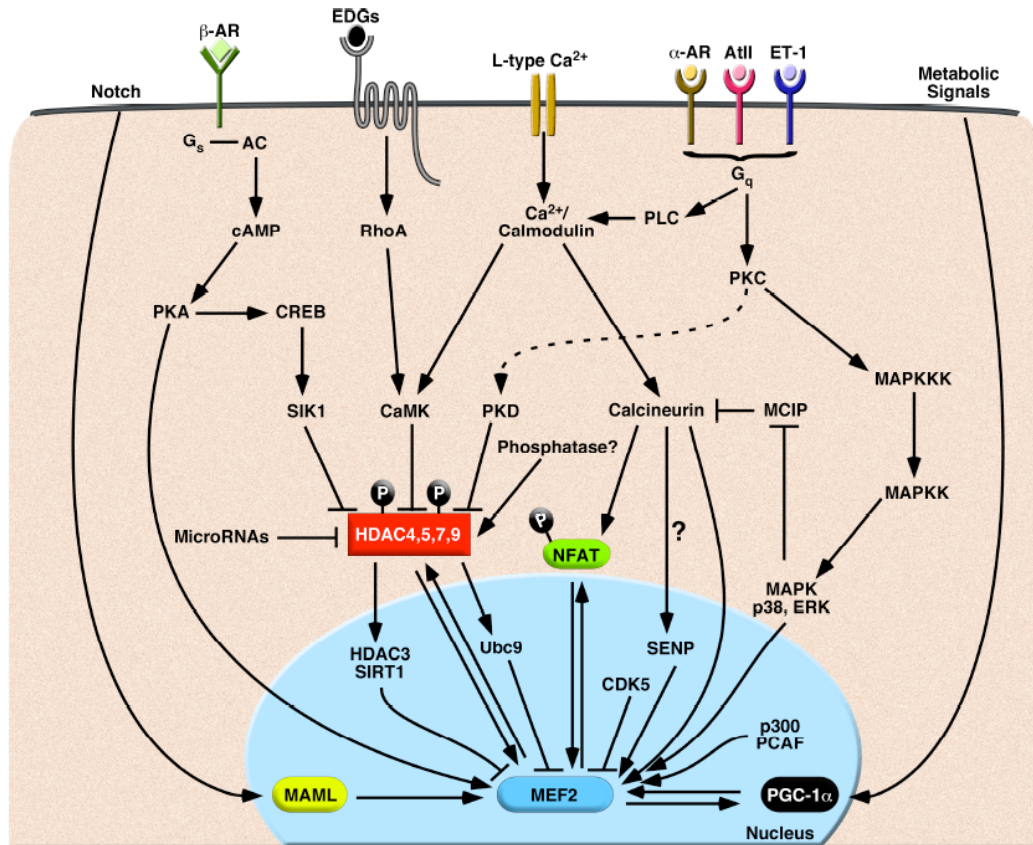 EDGs
β-AR
L-type Ca²⁺
α-AR
AtII
ET-1
Metabolic
Signals
Notch
Gₛ
AC
G_q
Ca²⁺/
Calmodulin
PLC
cAMP
RhoA
PKC
PKA
CREB
MAPKKK
SIK1
CaMK
PKD
Calcineurin
MCIP
Phosphatase?
MAPKK
P
P
P
MicroRNAs
HDAC4,5,7,9
NFAT
?
MAPK
p38, ERK
Ubc9
SENP
HDAC3
SIRT1
CDK5
p300
PCAF
MAML
MEF2
PGC-1α
Nucleus